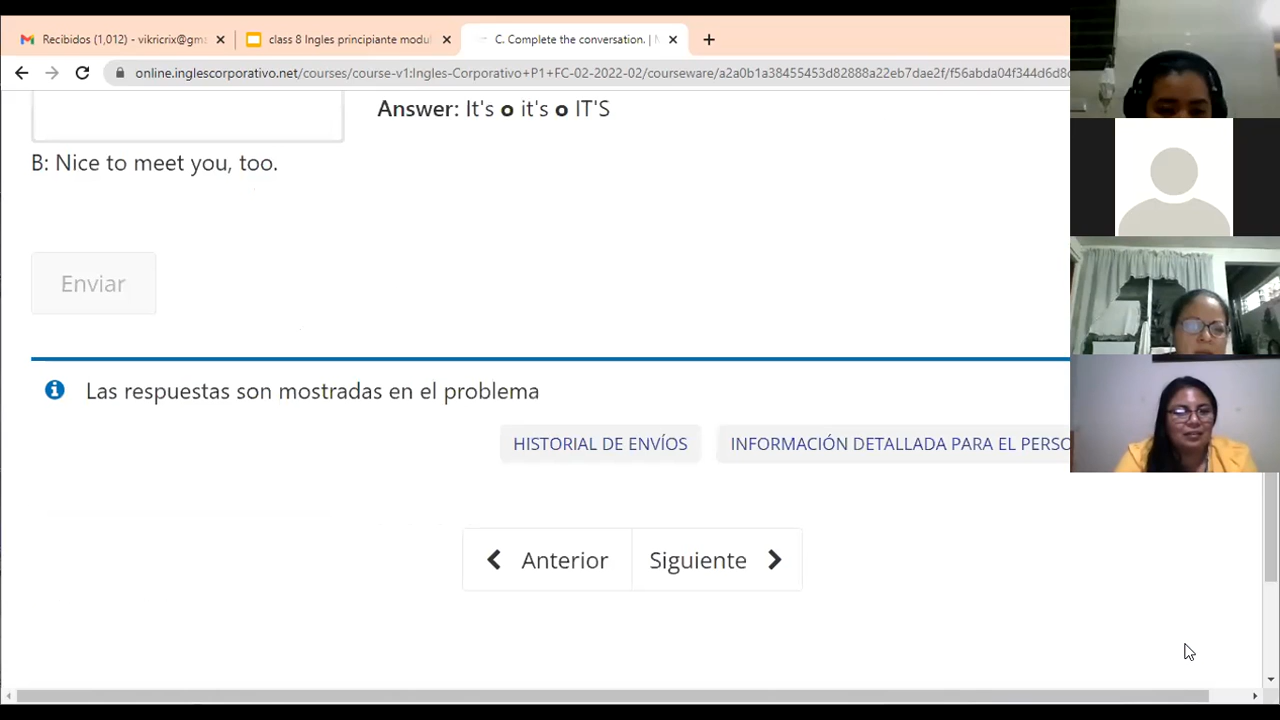 Recibidos (1,012) - vikricrix@gm
class 8 Ingles principiante modul
C. Complete the conversation. |
online.inglescorporativo.net/courses/course-v1:Ingles-Corporativo+P1+FC-02-2022-02/courseware/a2a0b1a38455453d82888a22eb7dae2f/f56abda04f344d6d8
Answer: It's o it's o IT'S
B: Nice to meet you, too.
Enviar
Las respuestas son mostradas en el problema
HISTORIAL DE ENVÍOS
INFORMACIÓN DETALLADA PARA EL PERSO
Anterior
Siguiente